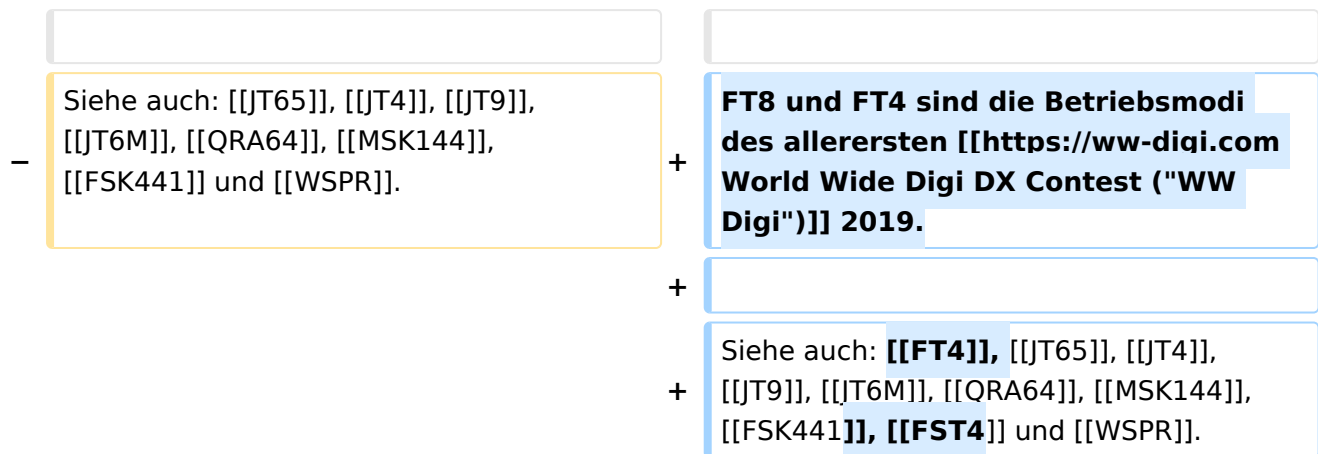 Siehe auch: [[JT65]], [[JT4]], [[JT9]],
[[JT6M]], [[QRA64]], [[MSK144]],
− [[FSK441]] und [[WSPR]].
FT8 und FT4 sind die Betriebsmodi
des allerersten [[https://ww-digi.com
+ World Wide Digi DX Contest ("WW
Digi")]] 2019.
+
Siehe auch: [[FT4]], [[JT65]], [[JT4]],
+ [[JT9]], [[JT6M]], [[QRA64]], [[MSK144]],
[[FSK441]], [[FST4]] und [[WSPR]].